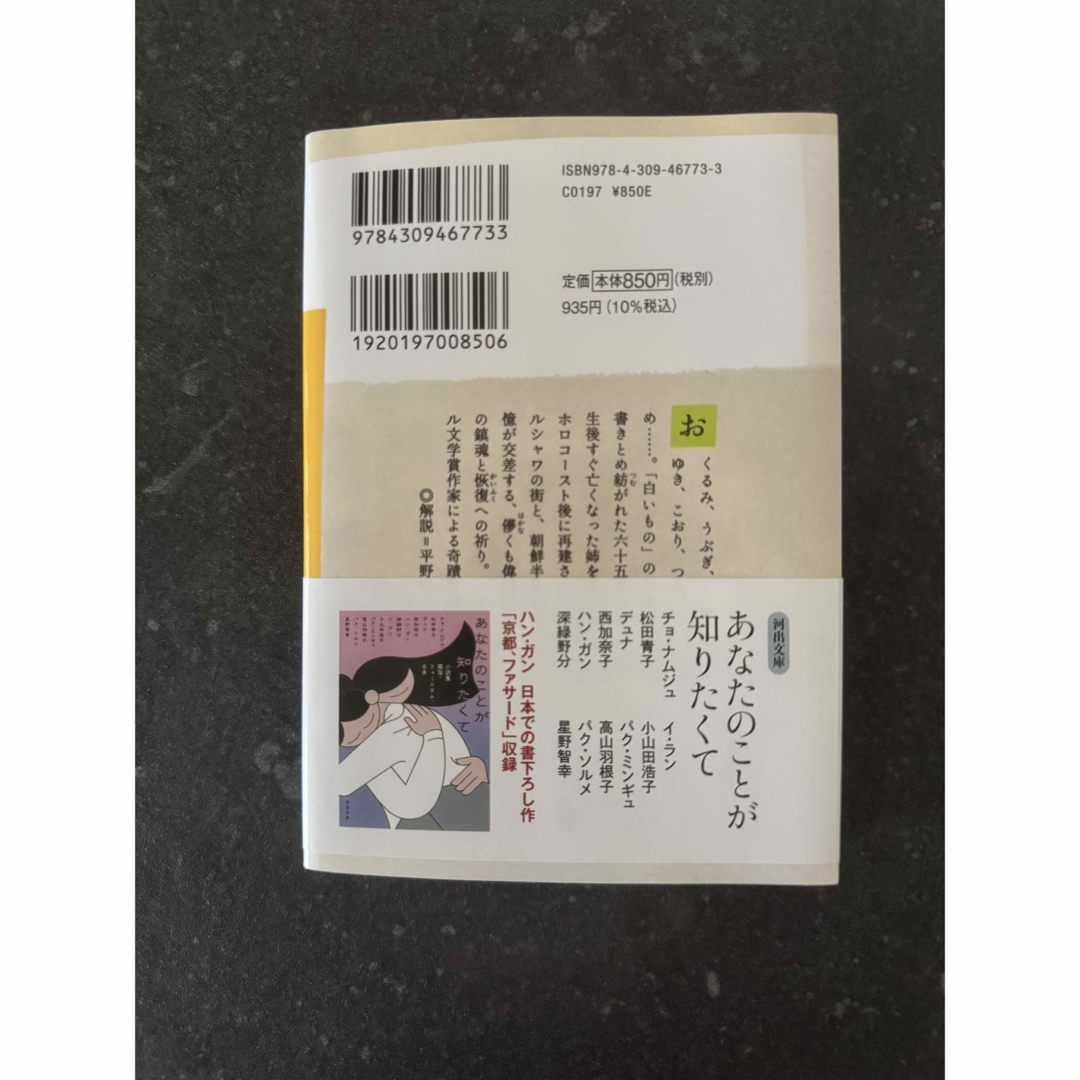 ISBN978-4-309-46773-3
C0197 ¥850E
9784309467733
定価 本体850円 (税別)
935円 (10%税込)
1920197008506
お
くるみ、うぶぎ、
ゆき、こおり、つ
め……。「白いもの」の
書きとめ紡がれた六十五
生後すぐ亡くなった姉を
ホロコースト後に再建さ
ルシャワの街と、朝鮮半
憶が交差する、儚くも偉
の鎮魂と恢復への祈り。
ル文学賞作家による奇蹟
◎解説=平野
河出文庫
あなたのことが
知りたくて
チョ・ナムジュ
イ・ラン
松田青子
小山田浩子
デュナ
パク・ミンギュ
西加奈子
高山羽根子
ハン・ガン
パク・ソルメ
深緑野分
星野智幸
ハン・ガン 日本での書下ろし作
「京都、ファサード」収録
あなたのことが
知りたくて